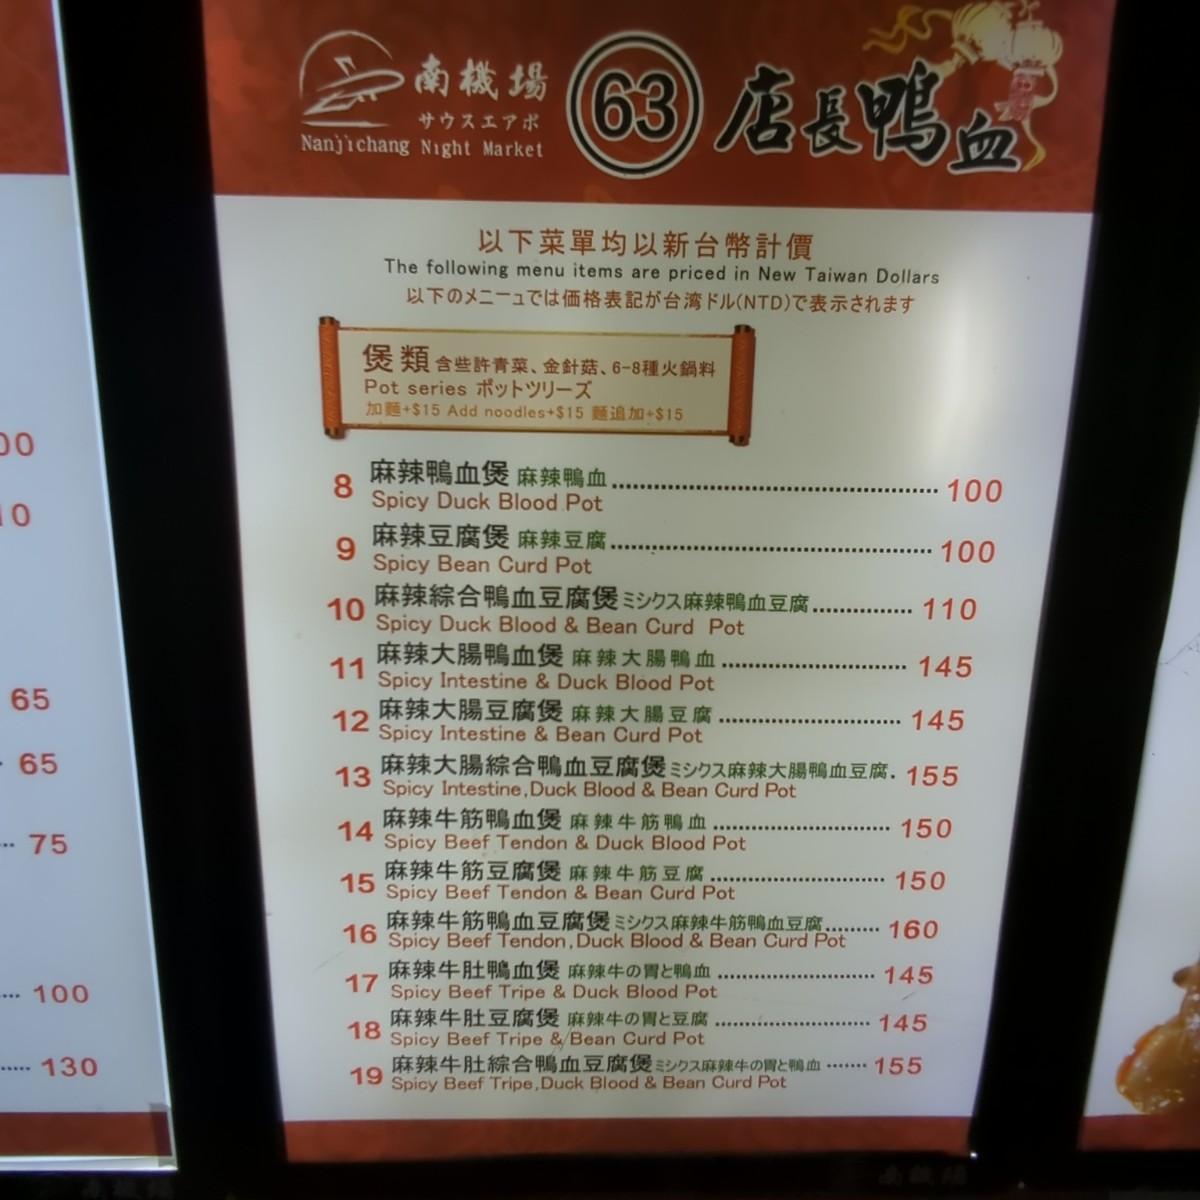 南機場
サウスエアポ
Nanjichang Night Market
63
店長鴨血
以下菜單均以新台幣計價
The following menu items are priced in New Taiwan Dollars
以下のメニューでは価格表記が台湾ドル(NTD)で表示されます
煲類 含些許青菜、金針菇、6-8種火鍋料
Pot series ポットツリーズ
加麵+$15 Add noodles+$15 麵追加+$15
8 麻辣鴨血煲 麻辣鴨血 100
Spicy Duck Blood Pot
9 麻辣豆腐煲 麻辣豆腐 100
Spicy Bean Curd Pot
10 麻辣綜合鴨血豆腐煲 ミシクス麻辣鴨血豆腐 110
Spicy Duck Blood & Bean Curd Pot
11 麻辣大腸鴨血煲 麻辣大腸鴨血 145
Spicy Intestine & Duck Blood Pot
12 麻辣大腸豆腐煲 麻辣大腸豆腐 145
Spicy Intestine & Bean Curd Pot
13 麻辣大腸綜合鴨血豆腐煲 ミシクス麻辣大腸鴨血豆腐. 155
Spicy Intestine,Duck Blood & Bean Curd Pot
14 麻辣牛筋鴨血煲 麻辣牛筋鴨血 150
Spicy Beef Tendon & Duck Blood Pot
15 麻辣牛筋豆腐煲 麻辣牛筋豆腐 150
Spicy Beef Tendon & Bean Curd Pot
16 麻辣牛筋鴨血豆腐煲 ミシクス麻辣牛筋鴨血豆腐 160
Spicy Beef Tendon,Duck Blood & Bean Curd Pot
17 麻辣牛肚鴨血煲 麻辣牛の胃と鴨血 145
Spicy Beef Tripe & Duck Blood Pot
18 麻辣牛肚豆腐煲 麻辣牛の胃と豆腐 145
Spicy Beef Tripe & Bean Curd Pot
19 麻辣牛肚綜合鴨血豆腐煲 ミシクス麻辣牛の胃と鴨血 155
Spicy Beef Tripe,Duck Blood & Bean Curd Pot
65
65
75
100
130